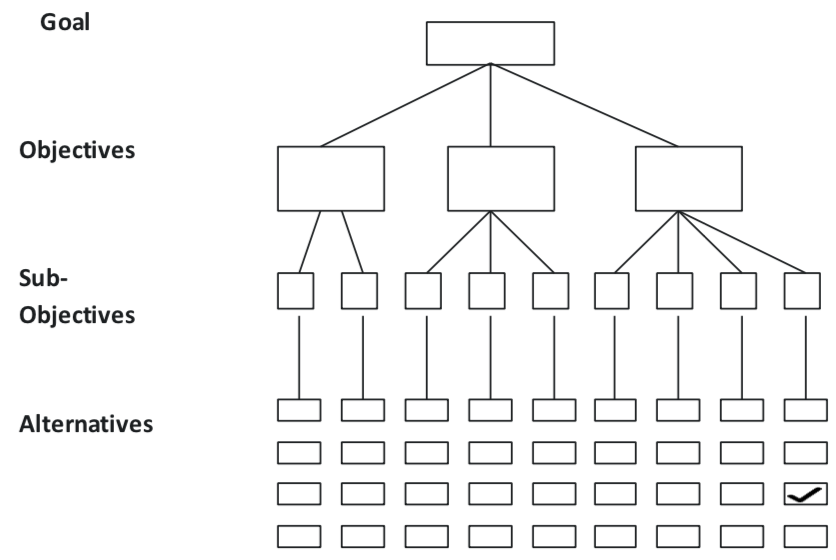 Goal
Objectives
Sub-
Objectives
Alternatives